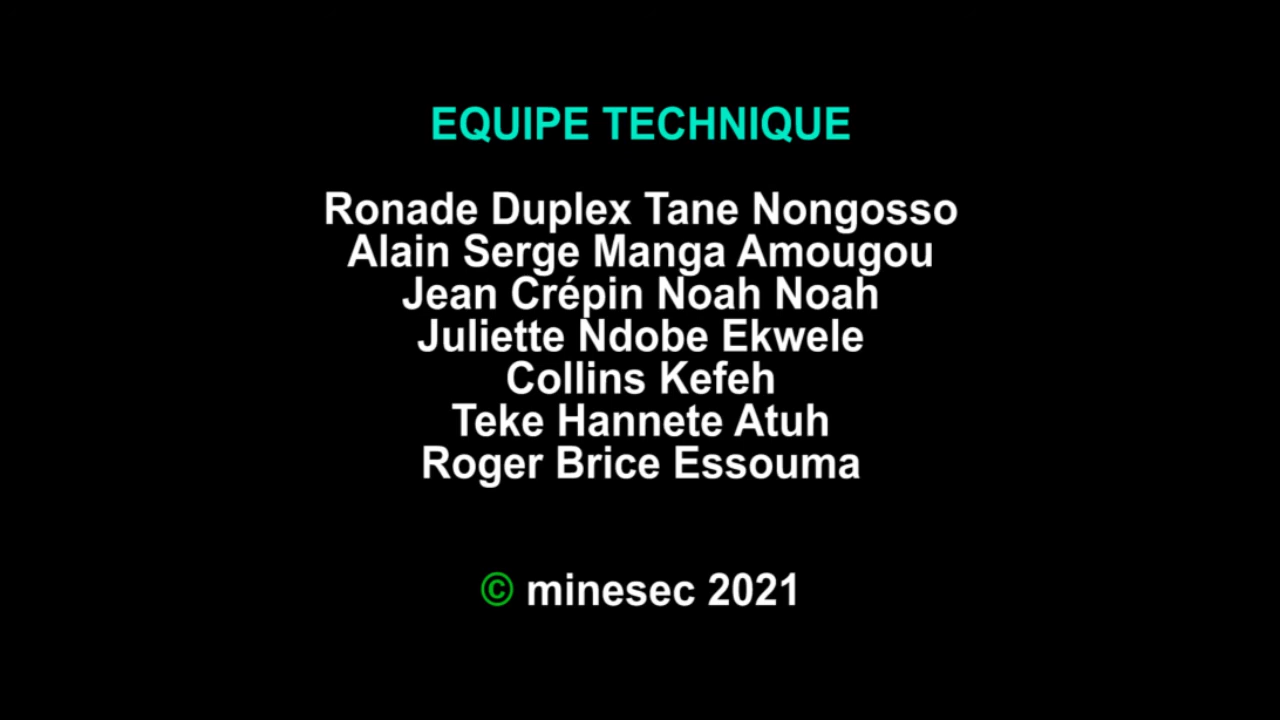 EQUIPE TECHNIQUE
Ronade Duplex Tane Nongosso
Alain Serge Manga Amougou
Jean Crépin Noah Noah
Juliette Ndobe Ekwele
Collins Kefeh
Teke Hannete Atuh
Roger Brice Essouma
© minesec 2021